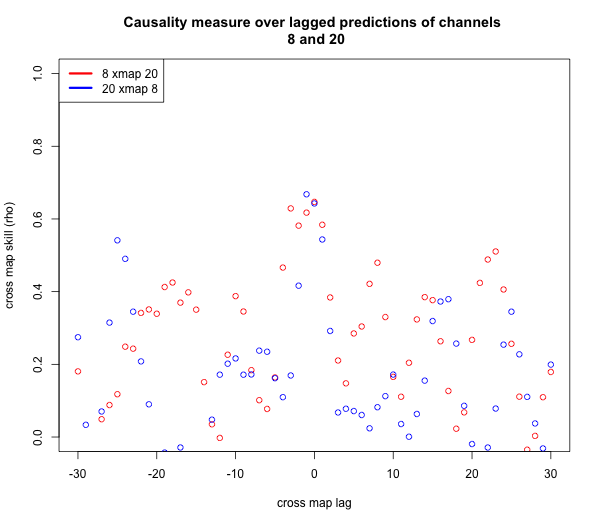 Causality measure over lagged predictions of channels
8 and 20
8 xmap 20
20 xmap 8
cross map skill (rho)
1.0
0.8
0.6
0.4
0.2
0.0
-30
-20
-10
0
10
20
30
cross map lag